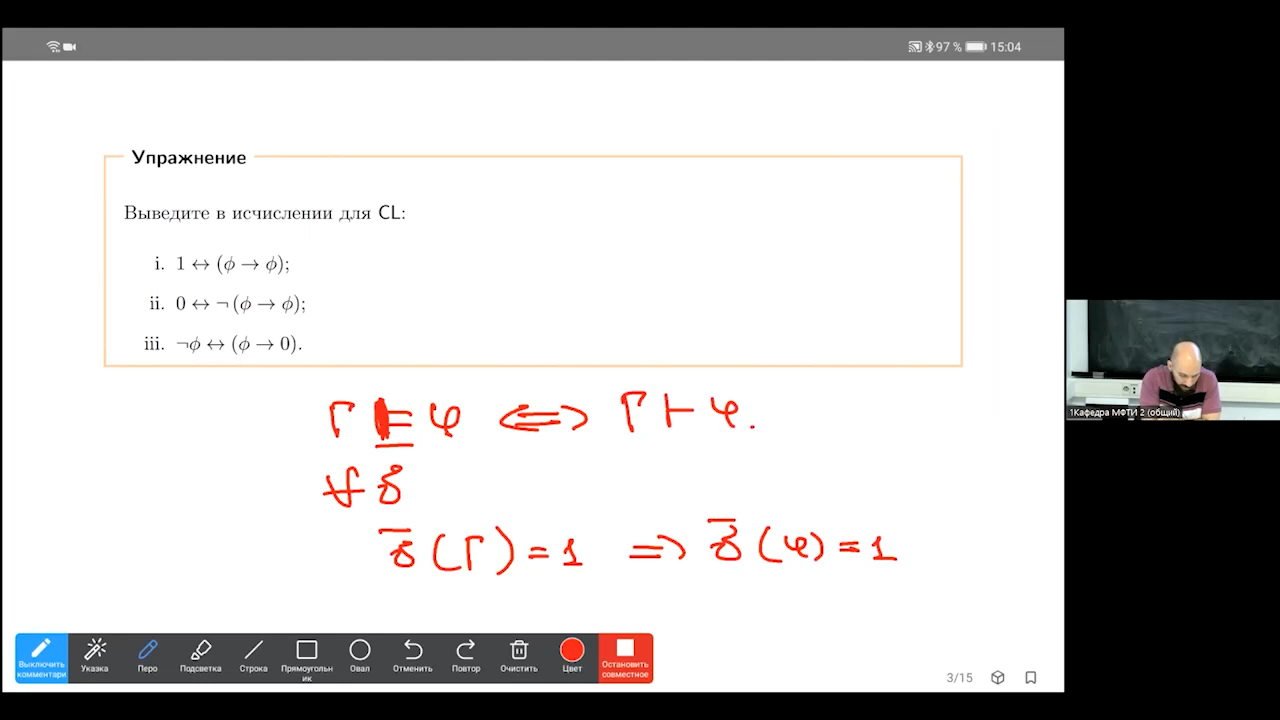 97 % 15:04
Упражнение
Выведите в исчислении для CL:
i. 1 ↔ (ϕ → ϕ);
ii. 0 ↔ ¬ (ϕ → ϕ);
iii. ¬ϕ ↔ (ϕ → 0).
Γ ⊨ φ ⇔ Γ ⊢ φ.
∀
(Γ) = 1 ⇒ (φ) = 1
1Кафедра МФТИ 2 (общий)
Выключить комментари
Указка
Перо
Подсветка
Строка
Прямоугольник
Овал
Отменить
Повтор
Очистить
Цвет
Остановить совместное
3/15